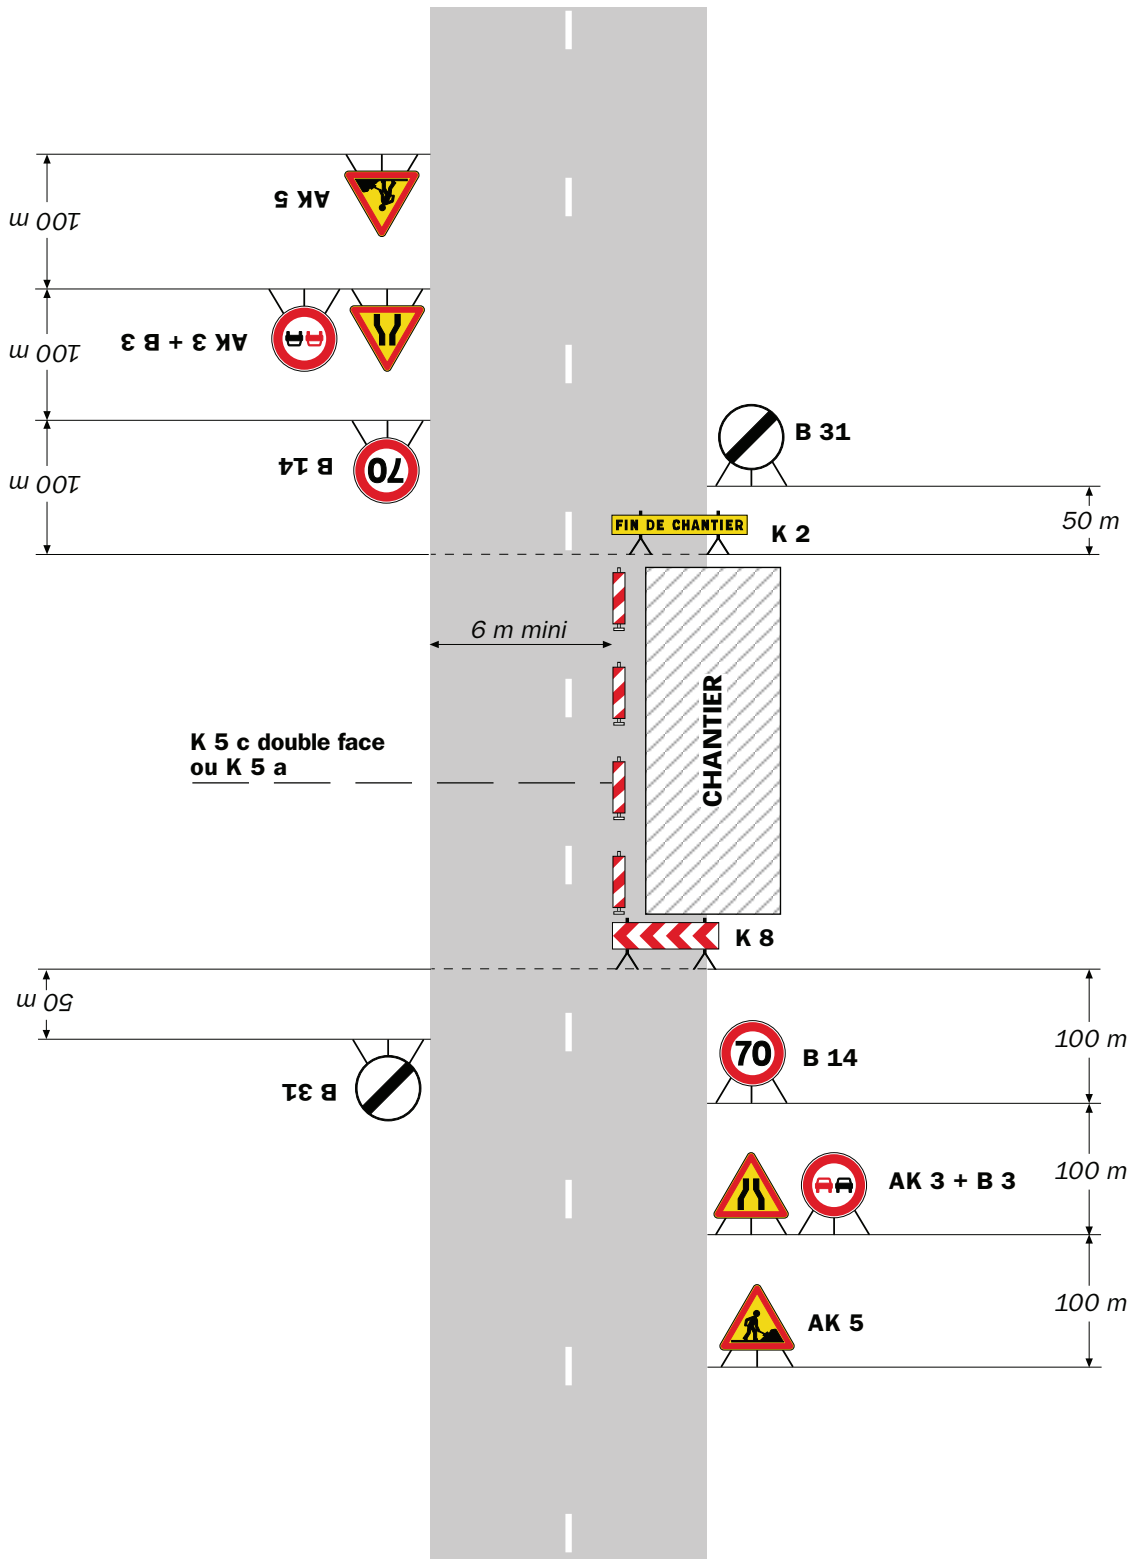 AK 5
100 m
AK 3 + B 3
100 m
B 14
70
100 m
B 31
50 m
FIN DE CHANTIER
K 2
6 m mini
CHANTIER
K 5 c double face
ou K 5 a
K 8
50 m
B 31
70
B 14
100 m
AK 3 + B 3
100 m
AK 5
100 m